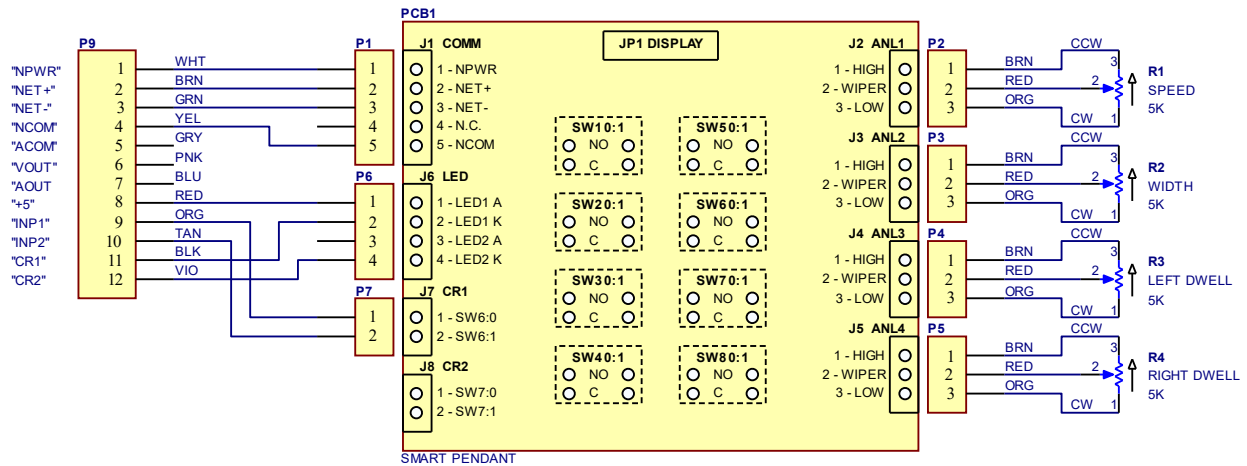 PCB1
P9
"NPWR" 1 WHT
"NET+" 2 BRN
"NET-" 3 GRN
"NCOM" 4 YEL
"ACOM" 5 GRY
"VOUT" 6 PNK
"AOUT 7 BLU
"+5" 8 RED
"INP1" 9 ORG
"INP2" 10 TAN
"CR1" 11 BLK
"CR2" 12 VIO
P1
1
2
3
4
5
P6
1
2
3
4
P7
1
2
J1 COMM
1 - NPWR
2 - NET+
3 - NET-
4 - N.C.
5 - NCOM
J6 LED
1 - LED1 A
2 - LED1 K
3 - LED2 A
4 - LED2 K
J7 CR1
1 - SW6:0
2 - SW6:1
J8 CR2
1 - SW7:0
2 - SW7:1
JP1 DISPLAY
SW10:1
NO
C
SW50:1
NO
C
SW20:1
NO
C
SW60:1
NO
C
SW30:1
NO
C
SW70:1
NO
C
SW40:1
NO
C
SW80:1
NO
C
J2 ANL1
1 - HIGH
2 - WIPER
3 - LOW
J3 ANL2
1 - HIGH
2 - WIPER
3 - LOW
J4 ANL3
1 - HIGH
2 - WIPER
3 - LOW
J5 ANL4
1 - HIGH
2 - WIPER
3 - LOW
P2
1 BRN
2 RED
3 ORG
CCW
3
2
1
CW
R1
SPEED
5K
P3
1 BRN
2 RED
3 ORG
CCW
3
2
1
CW
R2
WIDTH
5K
P4
1 BRN
2 RED
3 ORG
CCW
3
2
1
CW
R3
LEFT DWELL
5K
P5
1 BRN
2 RED
3 ORG
CCW
3
2
1
CW
R4
RIGHT DWELL
5K
SMART PENDANT